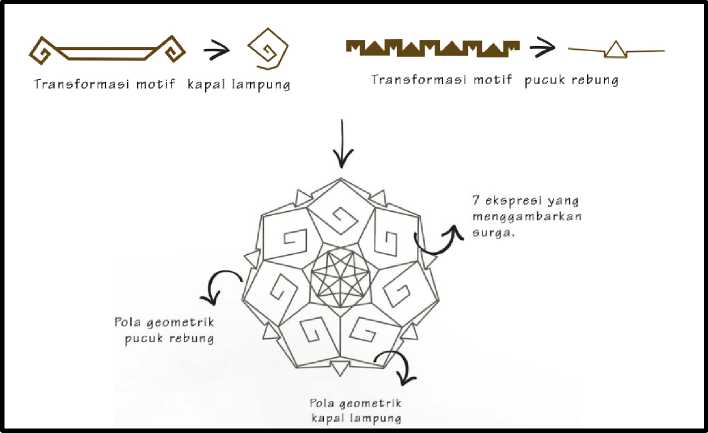 Transformasi motif kapal lampung
Transformasi motif pucuk rebung
7 ekspresi yang
menggambarkan
surga.
Pola geometrik
pucuk rebung
Pola geometrik
kapal lampung